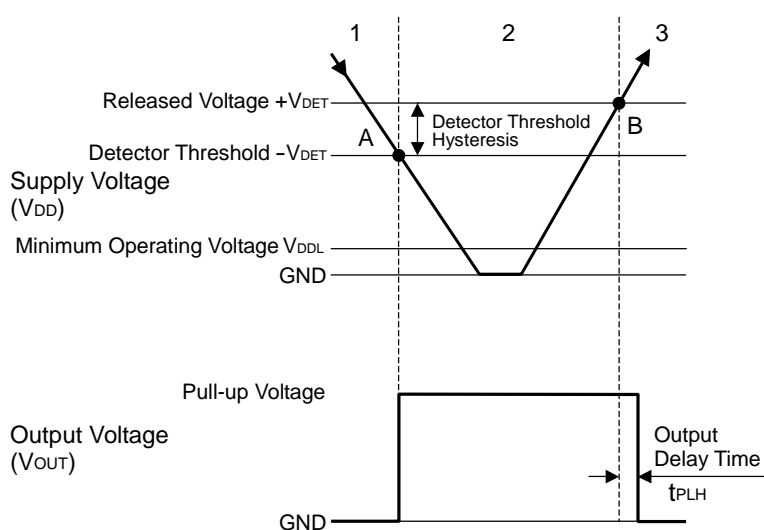 1 2 3
Released Voltage +VDET
A
Detector Threshold
Hysteresis
B
Detector Threshold −VDET
Supply Voltage
(VDD)
Minimum Operating Voltage VDDL
GND
Pull-up Voltage
Output Voltage
(VOUT)
Output
Delay Time
tPLH
GND